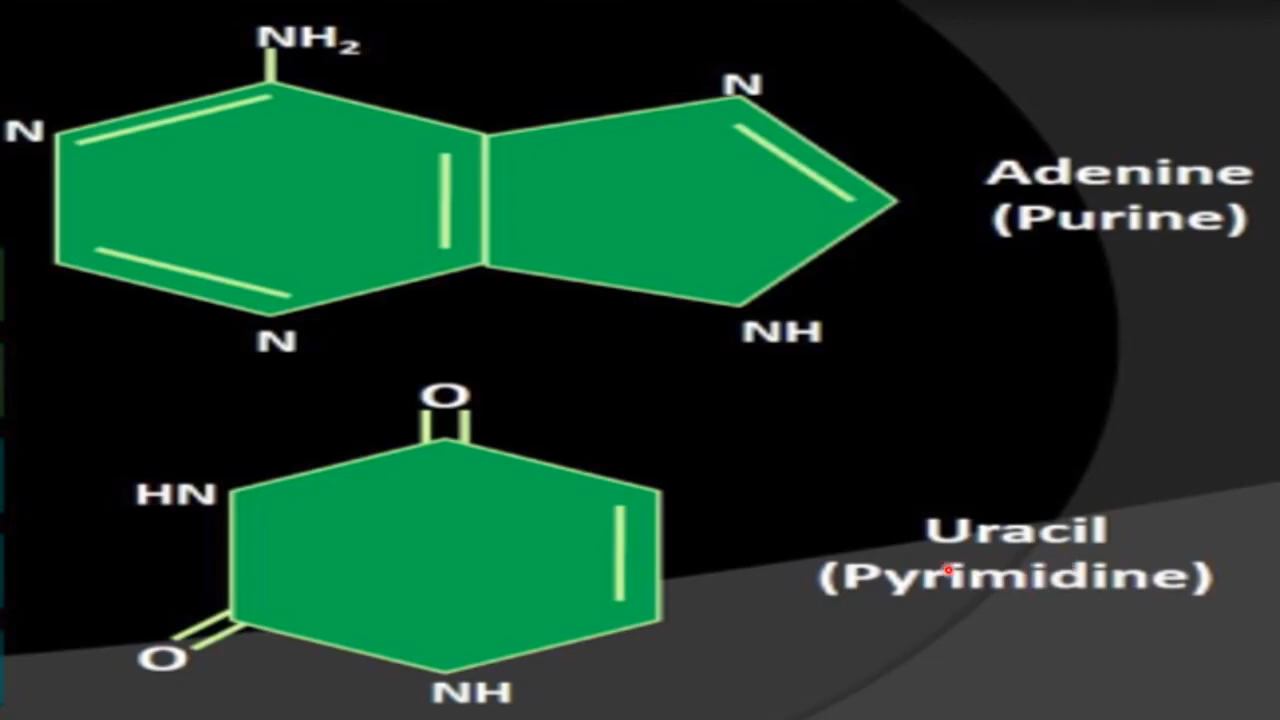 NH₂
N
N
Adenine
(Purine)
N
NH
O
HN
Uracil
(Pyrimidine)
O
NH